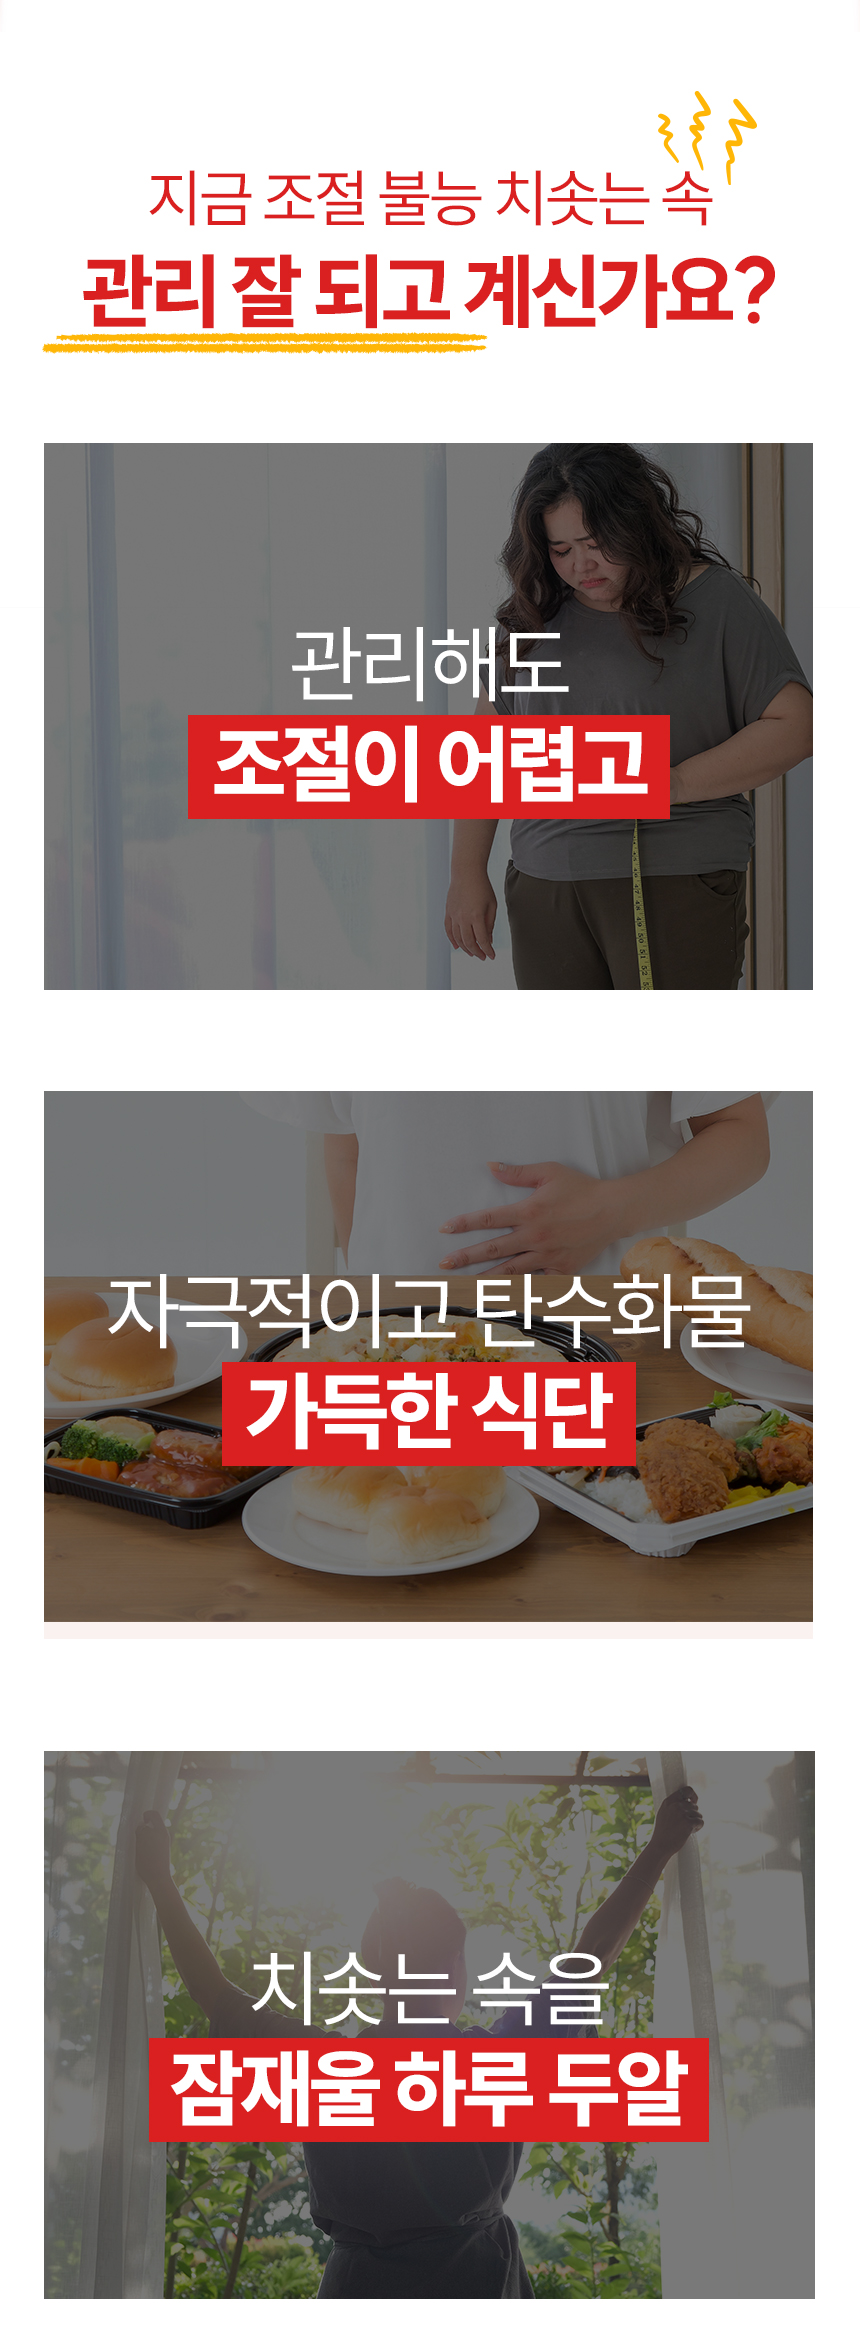 지금 조절 불능 치솟는 속
관리 잘 되고 계신가요?
관리해도
조절이 어렵고
자극적이고 탄수화물
가득한 식단
치솟는 속을
잠재울 하루 두알